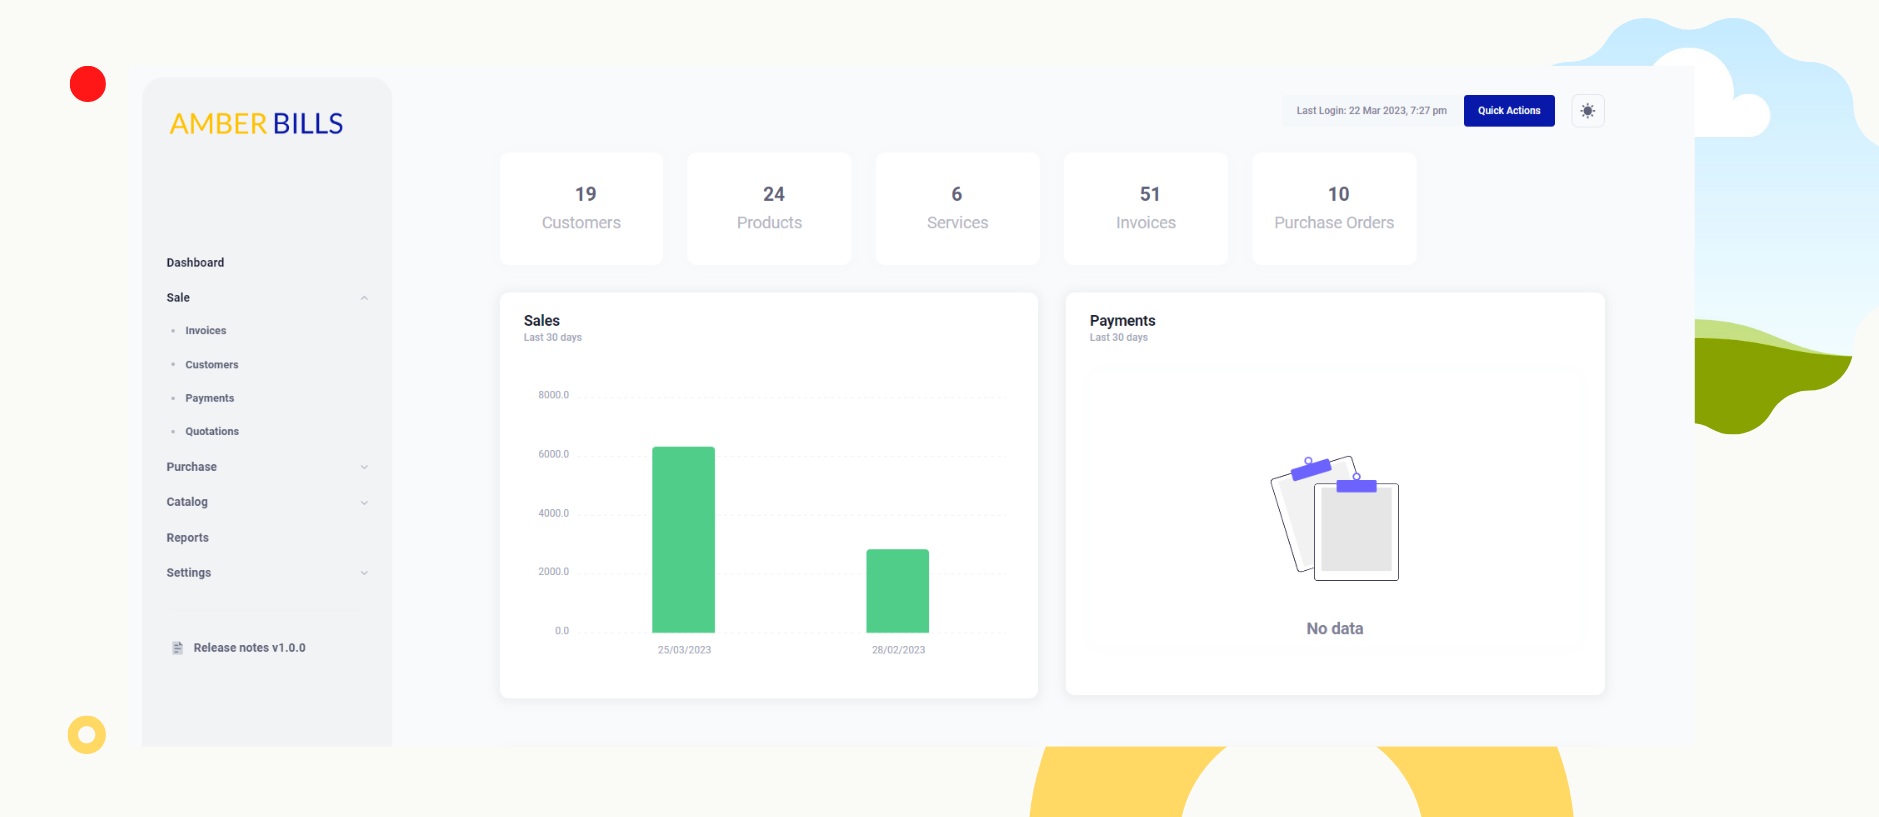 AMBER BILLS
Last Login: 22 Mar 2023, 7:27 pm
Quick Actions
19
Customers
24
Products
6
Services
51
Invoices
10
Purchase Orders
Dashboard
Sale
Invoices
Customers
Payments
Quotations
Purchase
Catalog
Reports
Settings
Release notes v1.0.0
Sales
Last 30 days
8000.0
6000.0
4000.0
2000.0
0.0
25/03/2023
28/02/2023
Payments
Last 30 days
No data